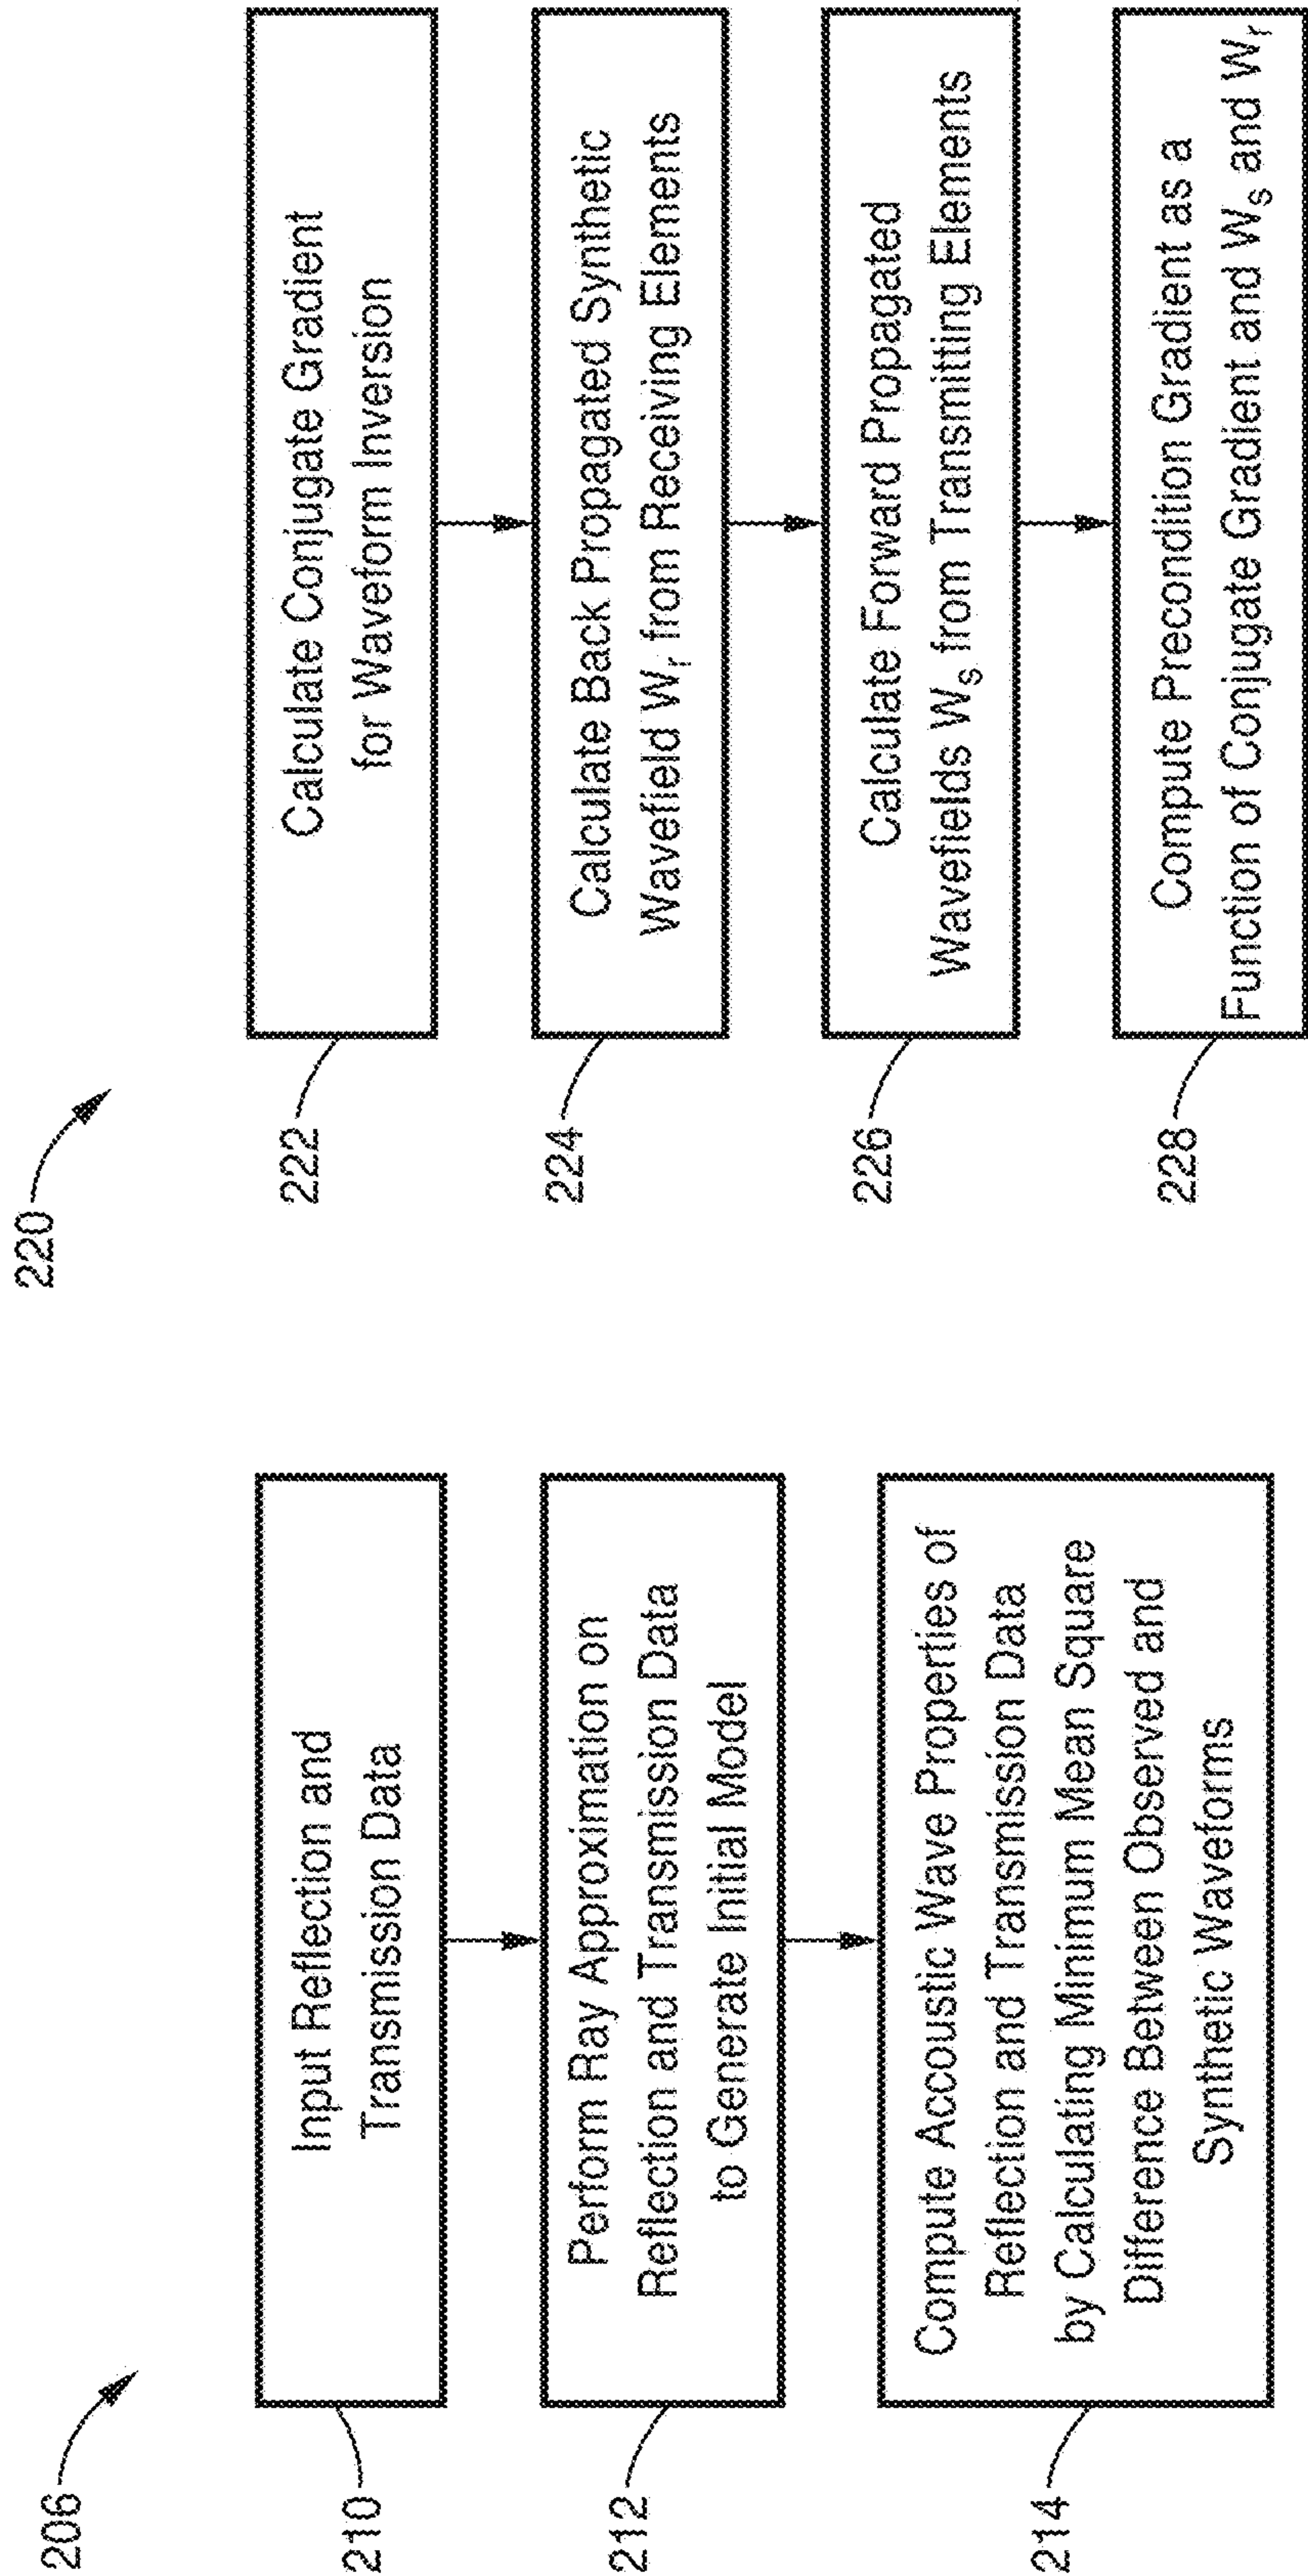 206
210
Input Reflection and
Transmission Data
212
Perform Ray Approximation on
Reflection and Transmission Data
to Generate Initial Model
214
Compute Accoustic Wave Properties of
Reflection and Transmission Data
by Calculating Minimum Mean Square
Difference Between Observed and
Synthetic Waveforms
220
222
Calculate Conjugate Gradient
for Waveform Inversion
224
Calculate Back Propagated Synthetic
Wavefield Wr from Receiving Elements
226
Calculate Forward Propagated
Wavefields Ws from Transmitting Elements
228
Compute Precondition Gradient as a
Function of Conjugate Gradient and Ws and Wr